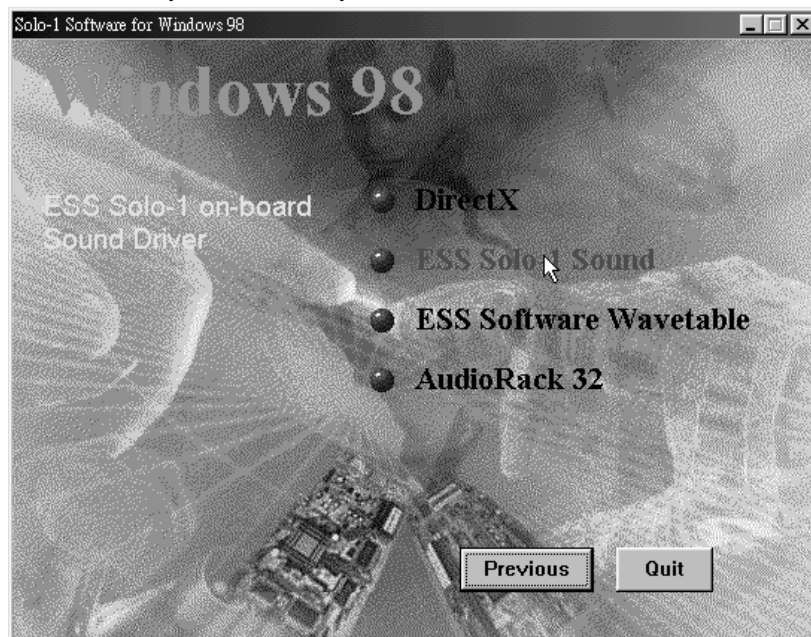 Solo-1 Software for Windows 98
Windows 98
ESS Solo-1 on-board
Sound Driver
DirectX
ESS Solo-1 Sound
ESS Software Wavetable
AudioRack 32
Previous
Quit